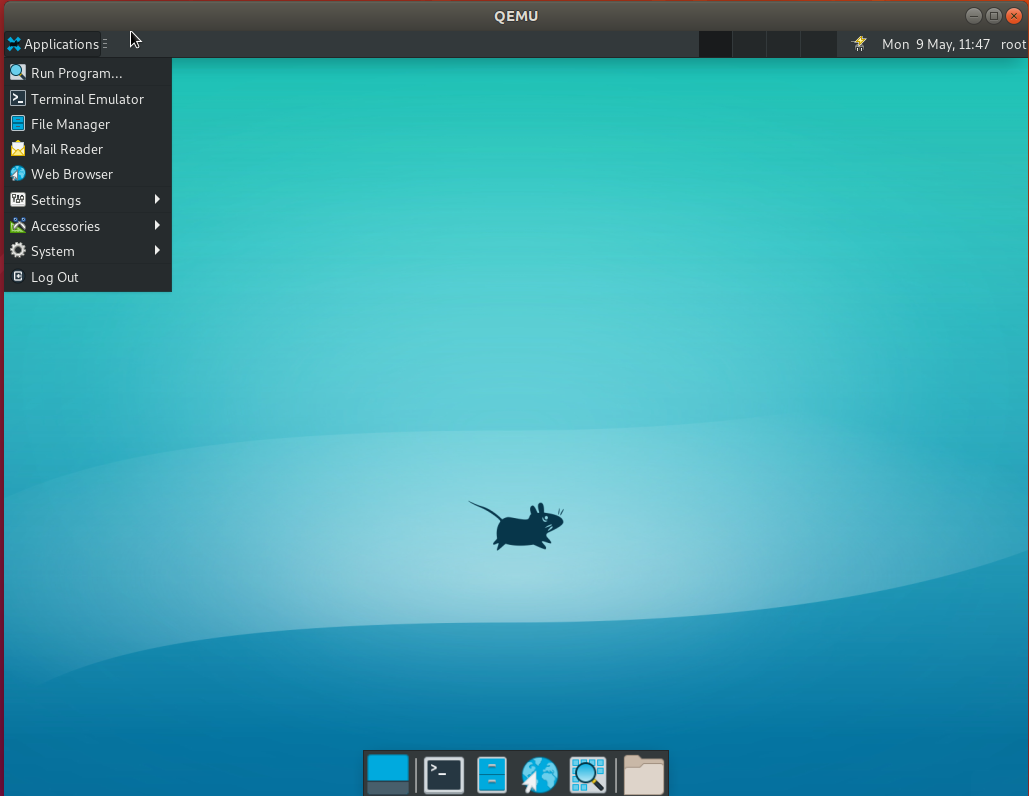 QEMU
Applications Mon 9 May, 11:47 root
Run Program...
Terminal Emulator
File Manager
Mail Reader
Web Browser
Settings
Accessories
System
Log Out